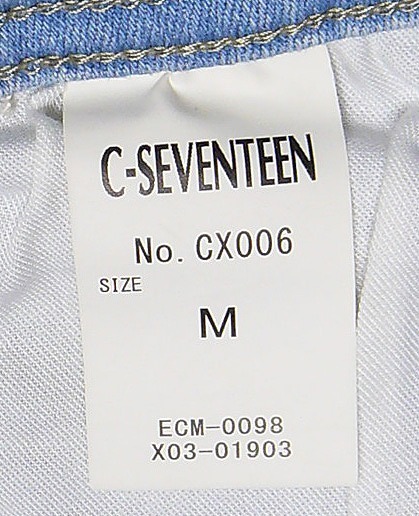 C-SEVENTEEN
No. CX006
SIZE
M
ECM-0098
X03-01903